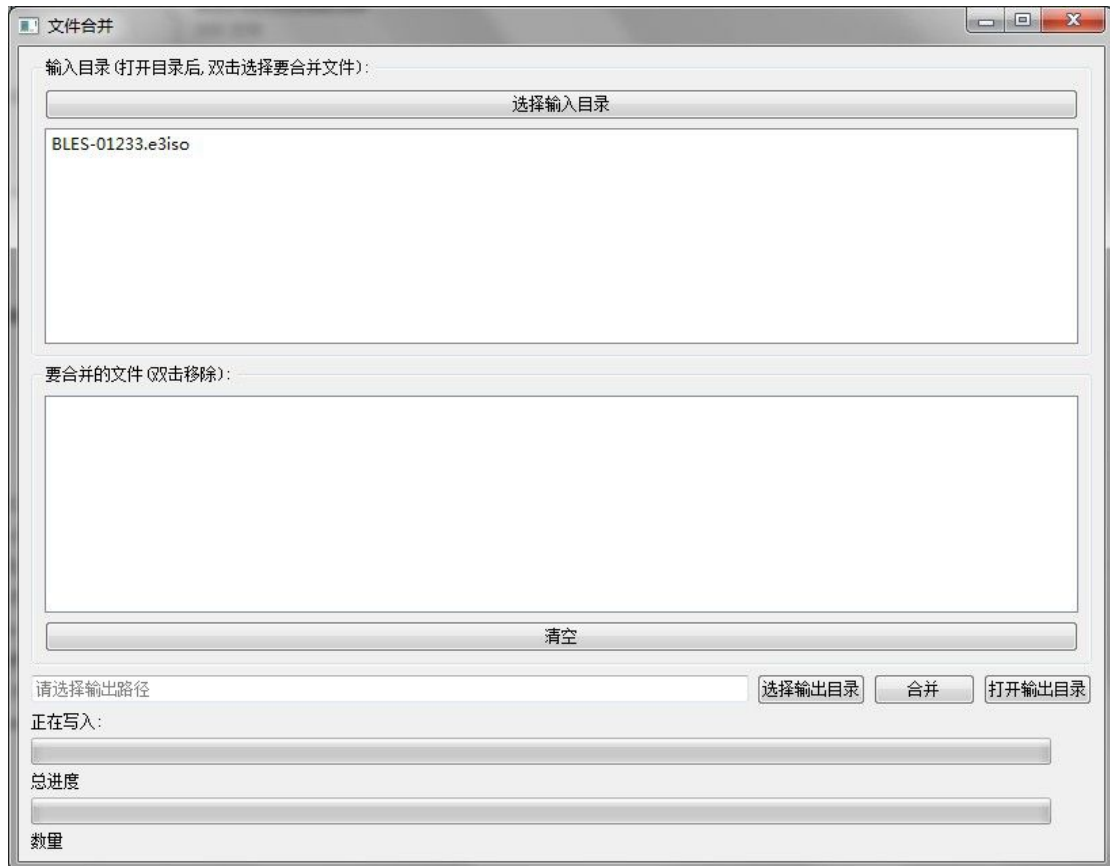 文件合并
输入目录(打开目录后,双击选择要合并文件):
选择输入目录
BLES-01233.e3iso
要合并的文件(双击移除):
清空
请选择输出路径 选择输出目录 合并 打开输出目录
正在写入:
总进度
数量